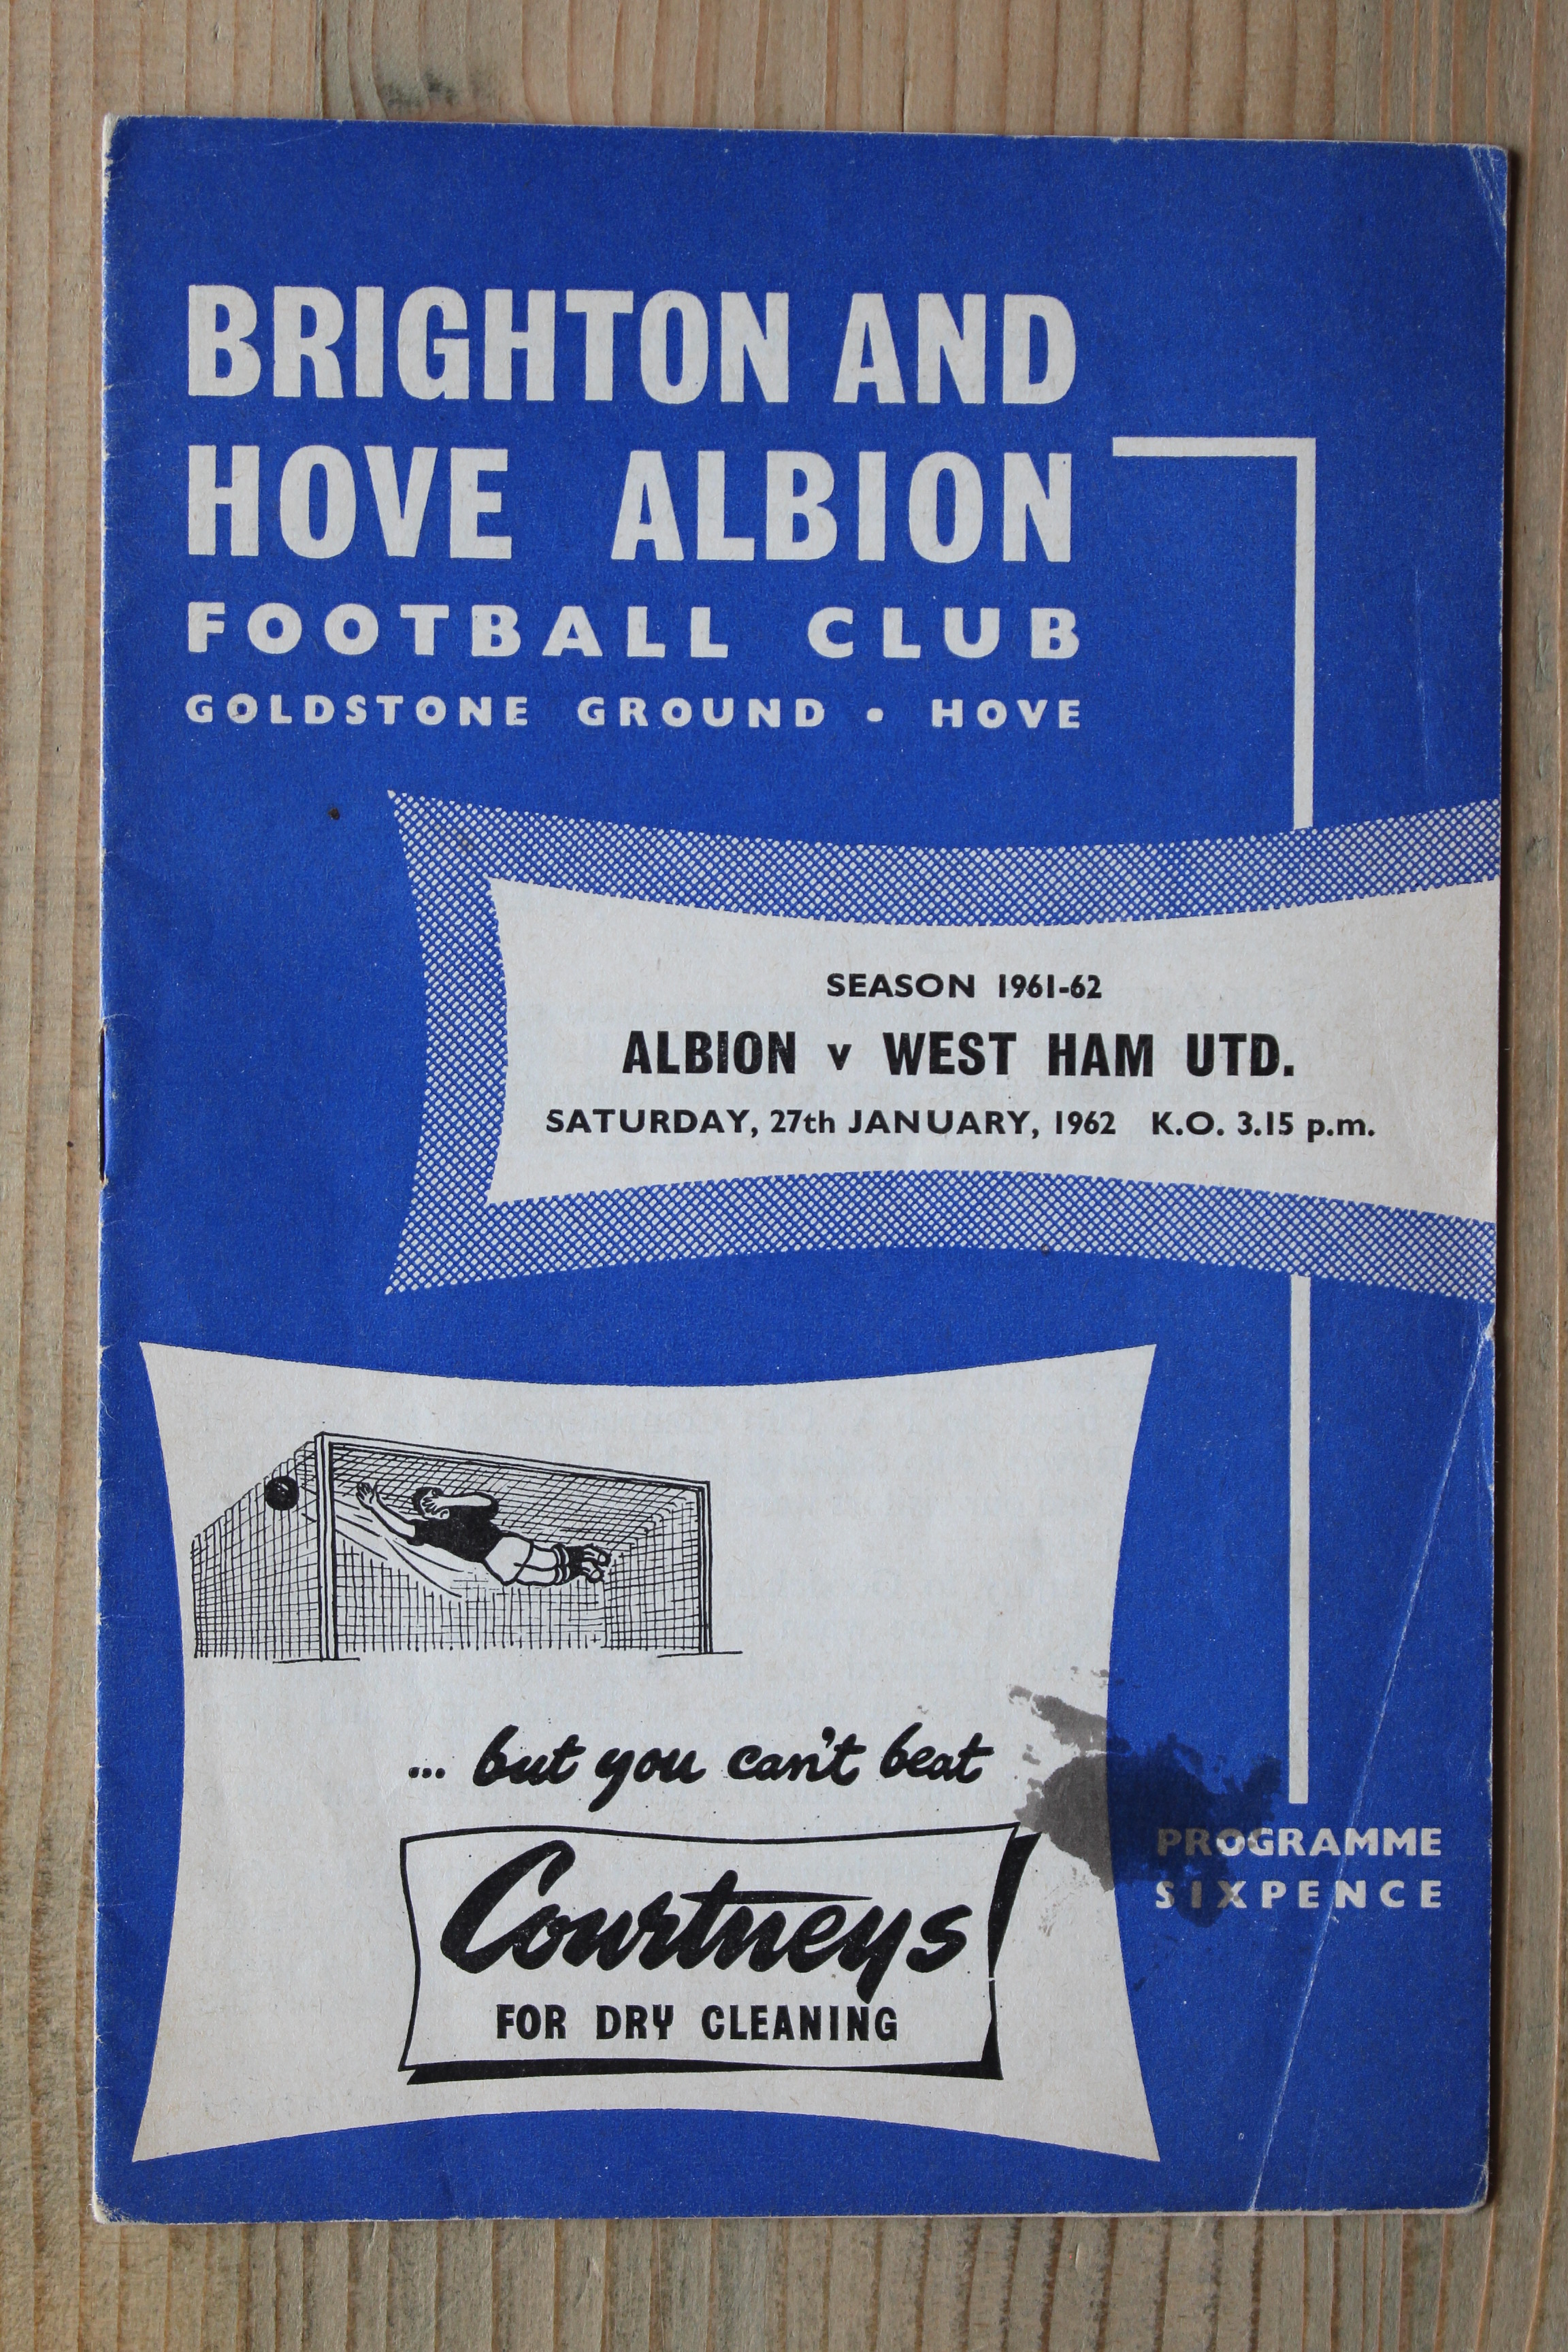 BRIGHTON AND
HOVE ALBION
FOOTBALL CLUB
GOLDSTONE GROUND • HOVE
SEASON 1961-62
ALBION v WEST HAM UTD.
SATURDAY, 27th JANUARY, 1962 K.O. 3.15 p.m.
... but you can't beat
Courtneys
FOR DRY CLEANING
PROGRAMME
SIXPENCE